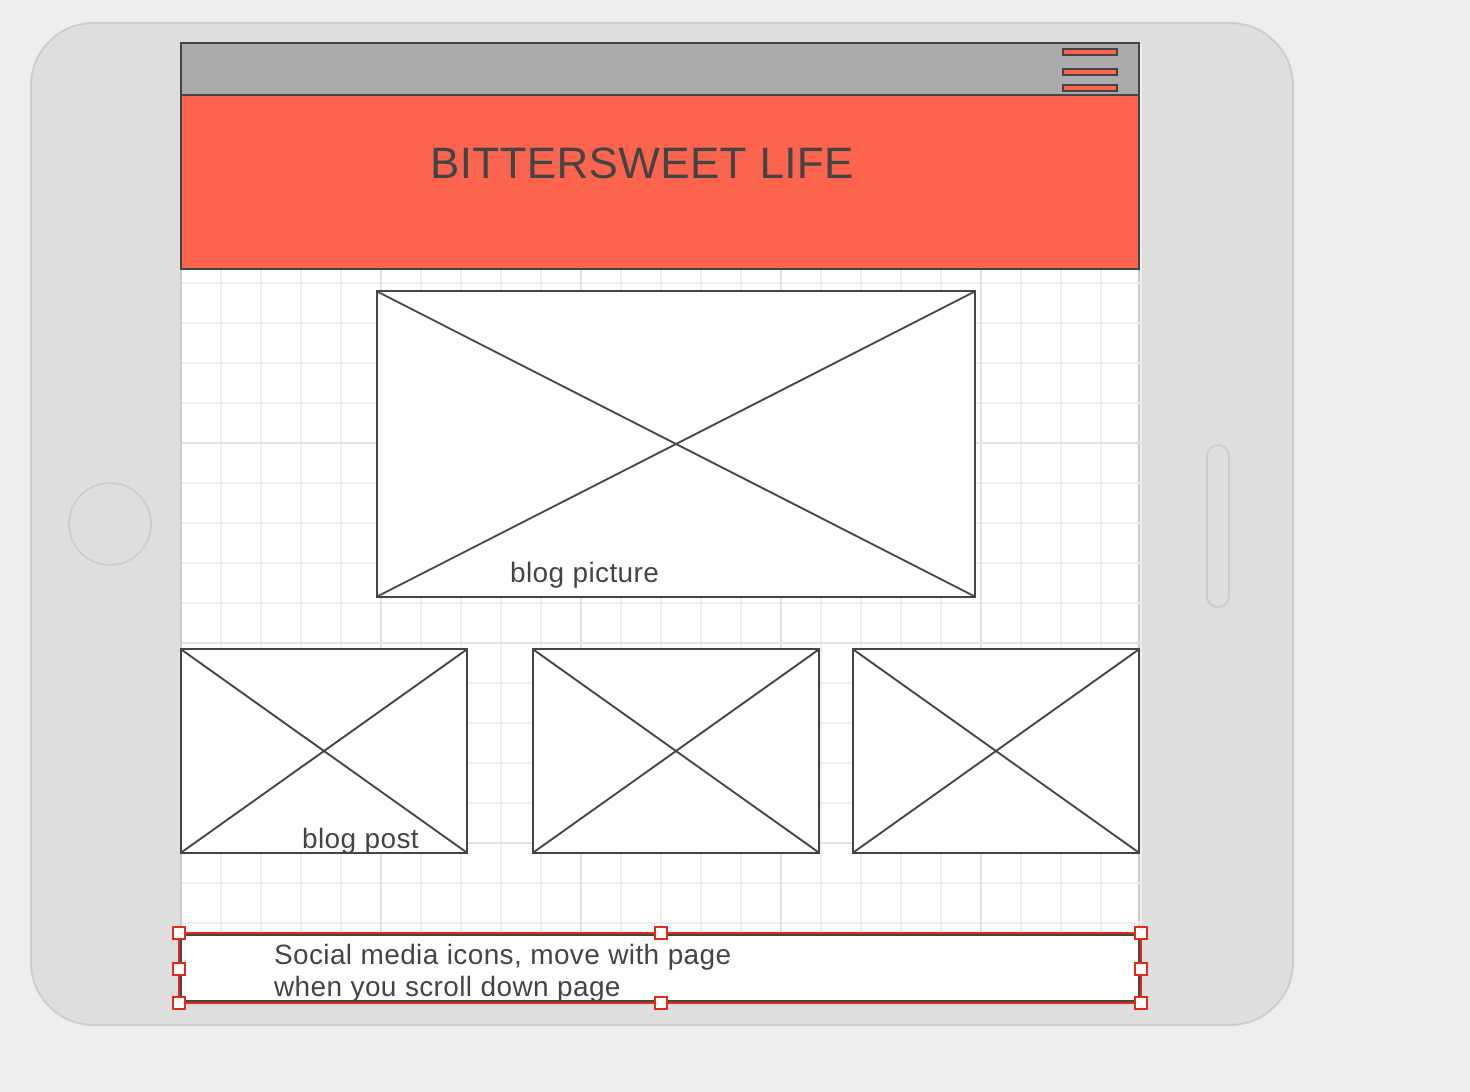 BITTERSWEET LIFE
blog picture
blog post
Social media icons, move with page
when you scroll down page